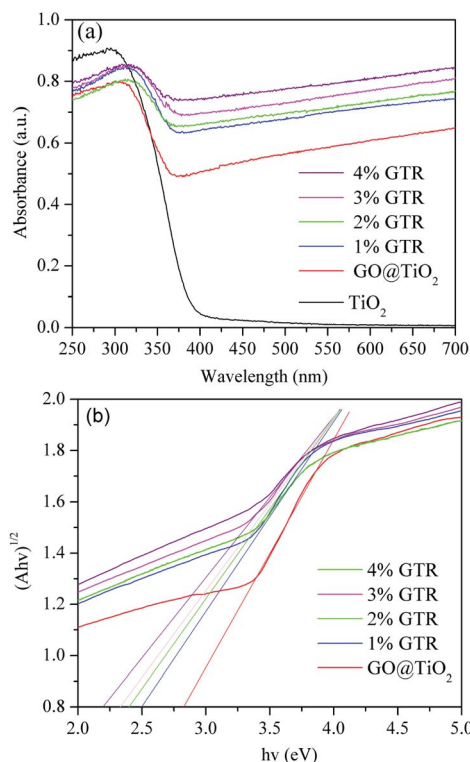 (a)
1.0
0.8
0.6
0.4
0.2
0.0
Absorbance (a.u.)
4% GTR
3% GTR
2% GTR
1% GTR
GO@TiO₂
TiO₂
250 300 350 400 450 500 550 600 650 700
Wavelength (nm)
(b)
2.0
1.8
1.6
1.4
1.2
1.0
0.8
(Ahv)^1/2
4% GTR
3% GTR
2% GTR
1% GTR
GO@TiO₂
2.0 2.5 3.0 3.5 4.0 4.5 5.0
hv (eV)